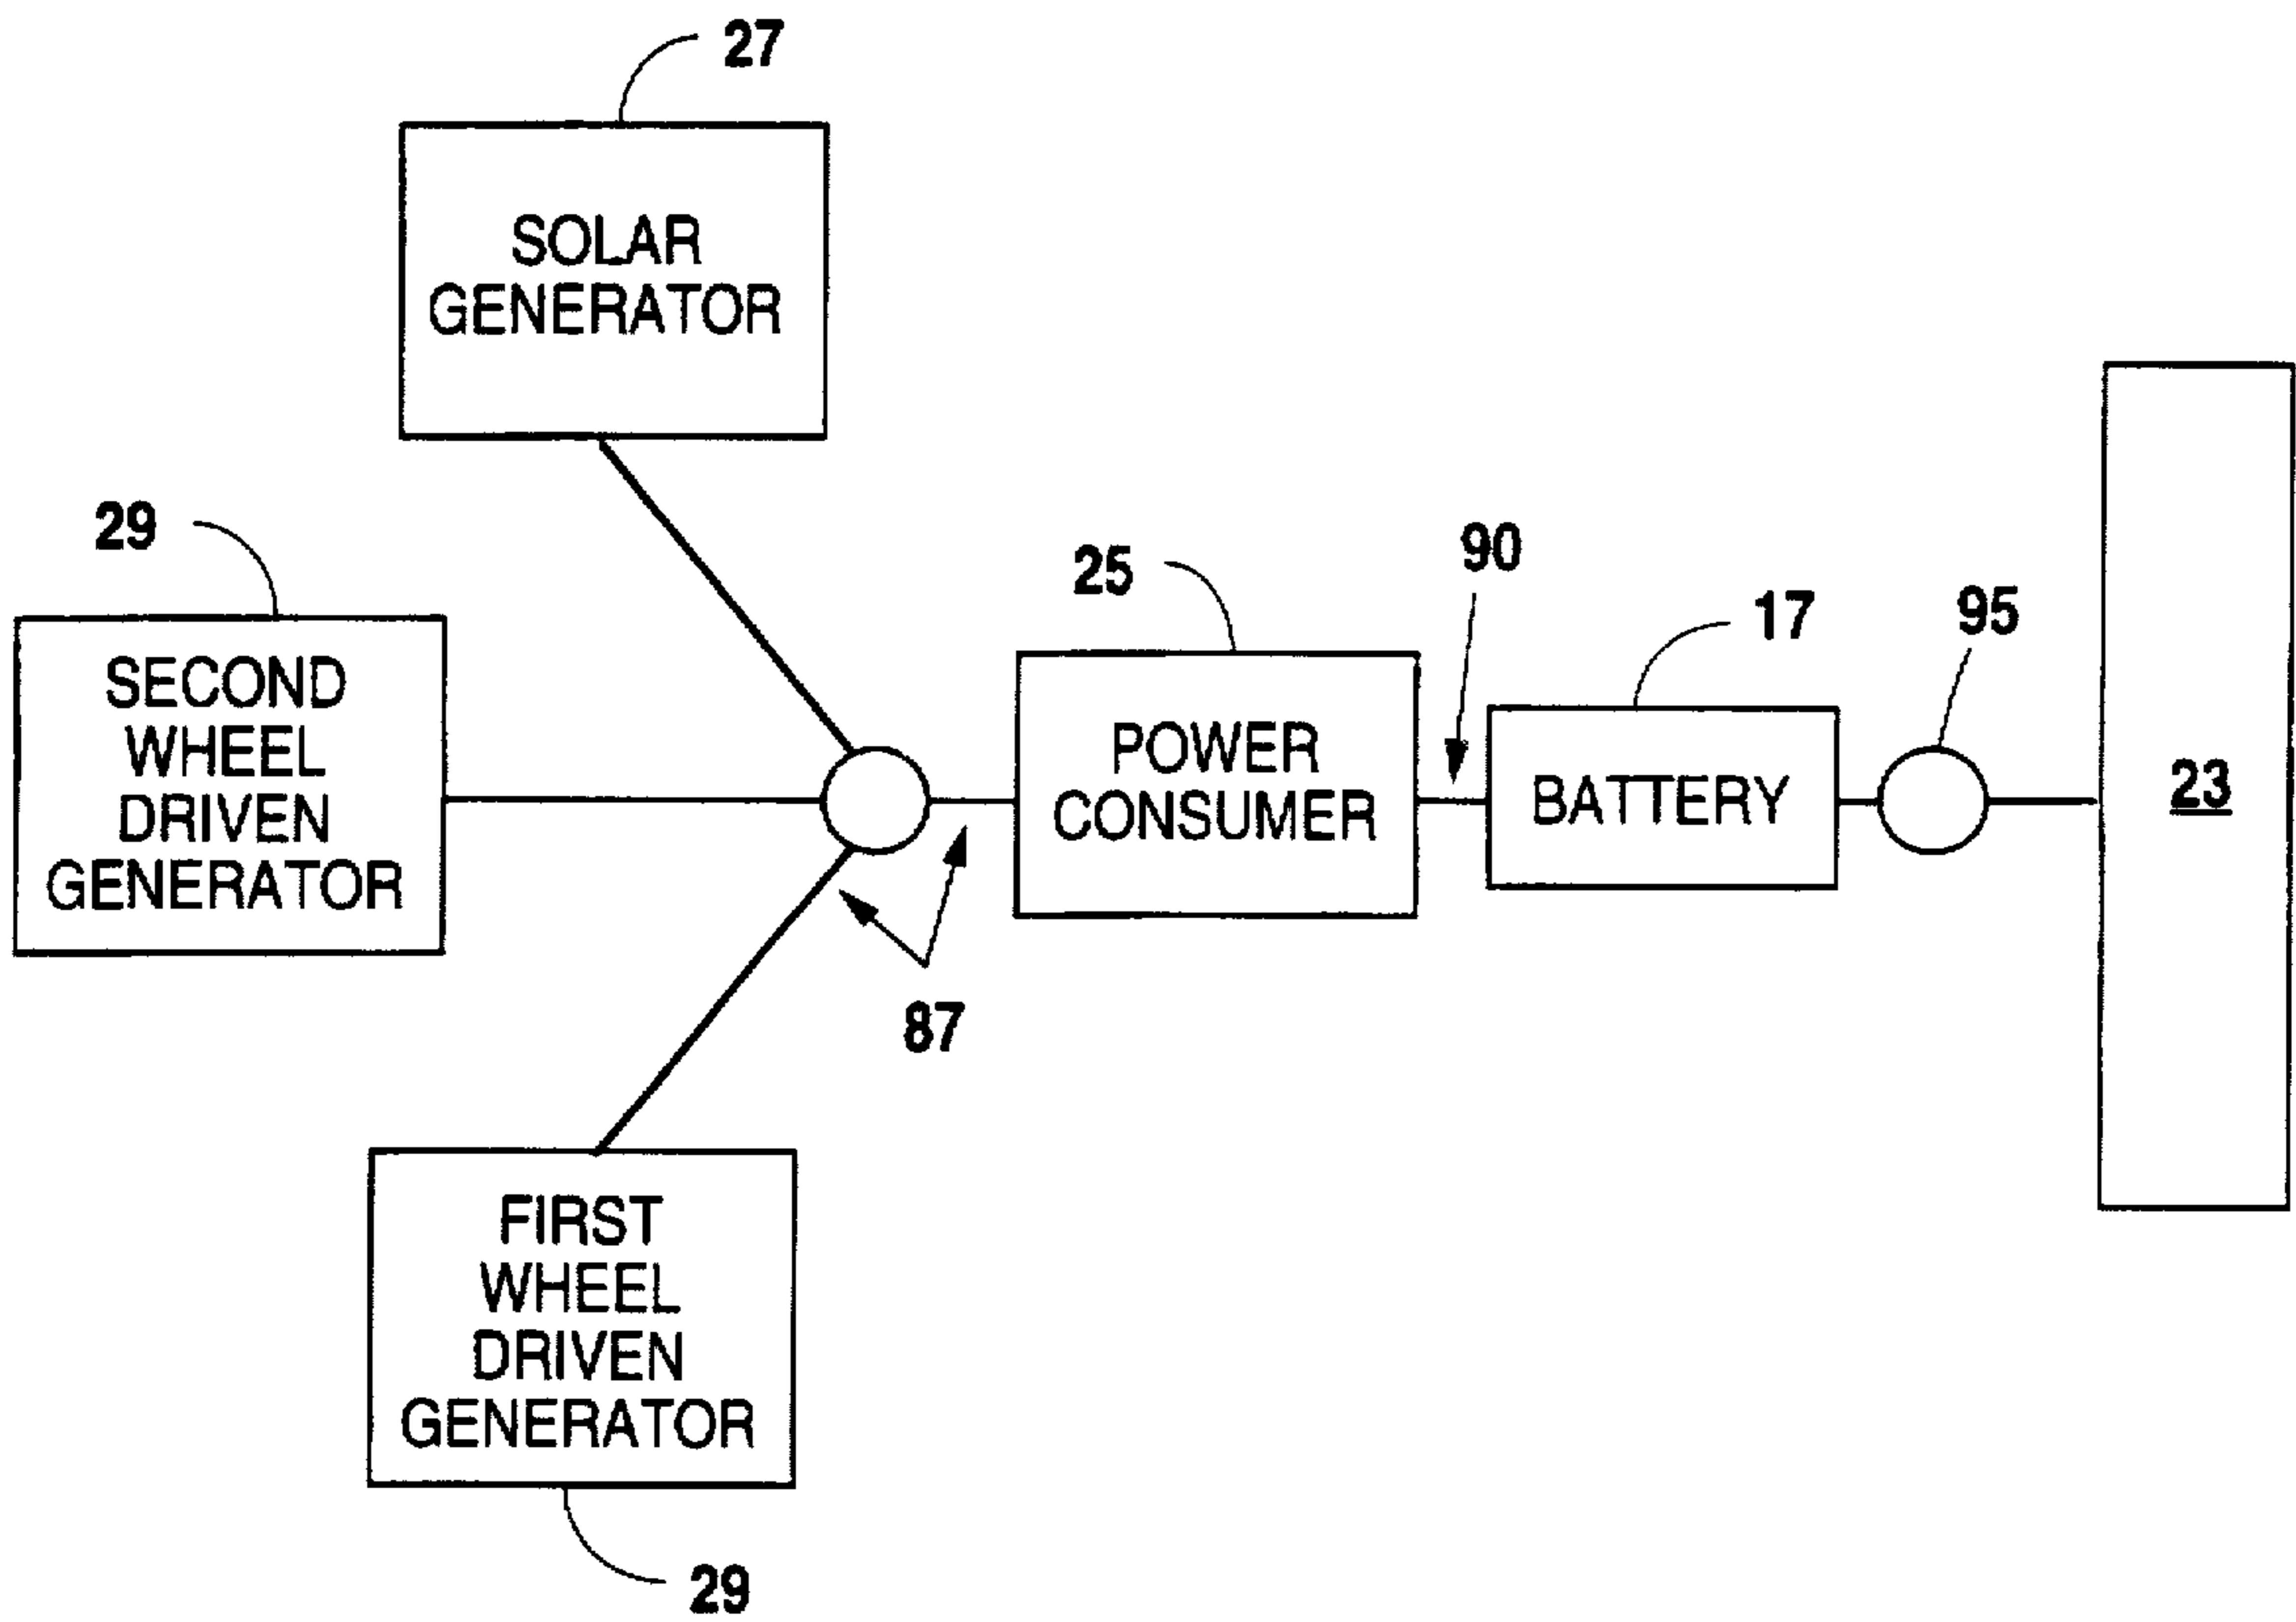 27
SOLAR
GENERATOR
29
SECOND
WHEEL
DRIVEN
GENERATOR
25
POWER
CONSUMER
90
17
BATTERY
95
23
87
FIRST
WHEEL
DRIVEN
GENERATOR
29